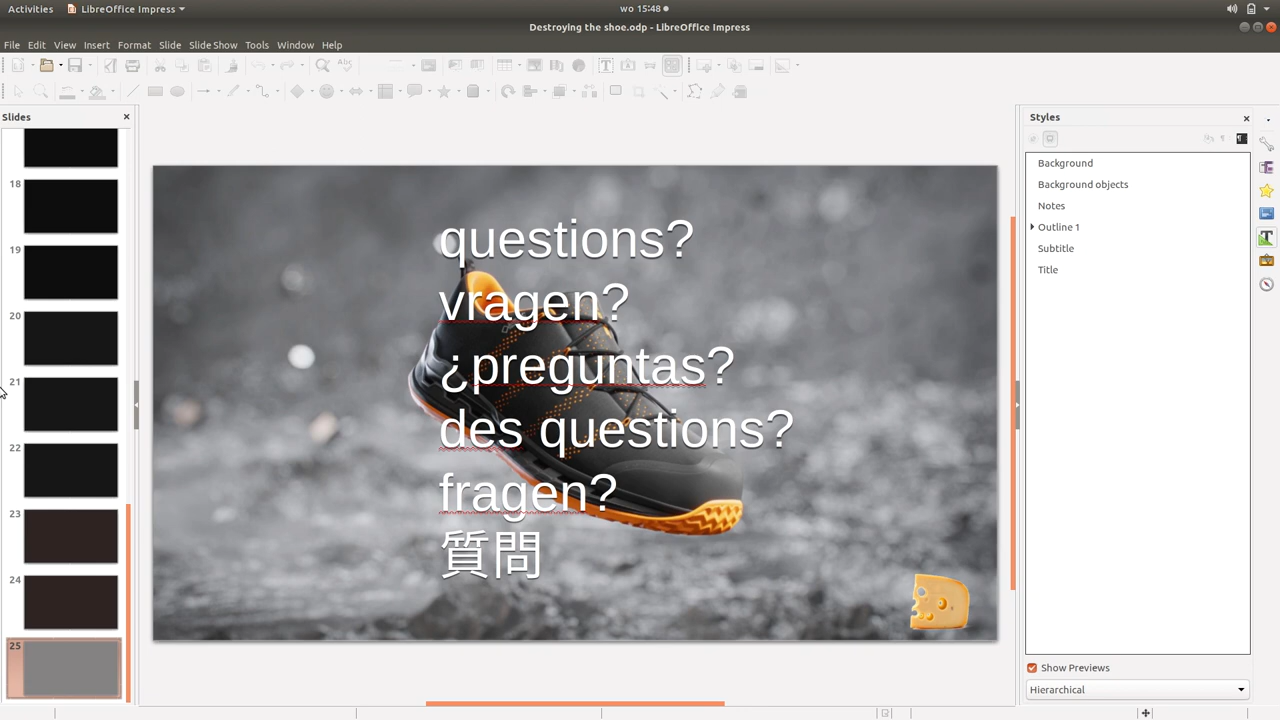 Activities
LibreOffice Impress
wo 15:48
Destroying the shoe.odp - LibreOffice Impress
File Edit View Insert Format Slide Slide Show Tools Window Help
Slides
Styles
18
19
20
21
22
23
24
25
questions?
vragen?
¿preguntas?
des questions?
fragen?
質問
Background
Background objects
Notes
Outline 1
Subtitle
Title
Show Previews
Hierarchical